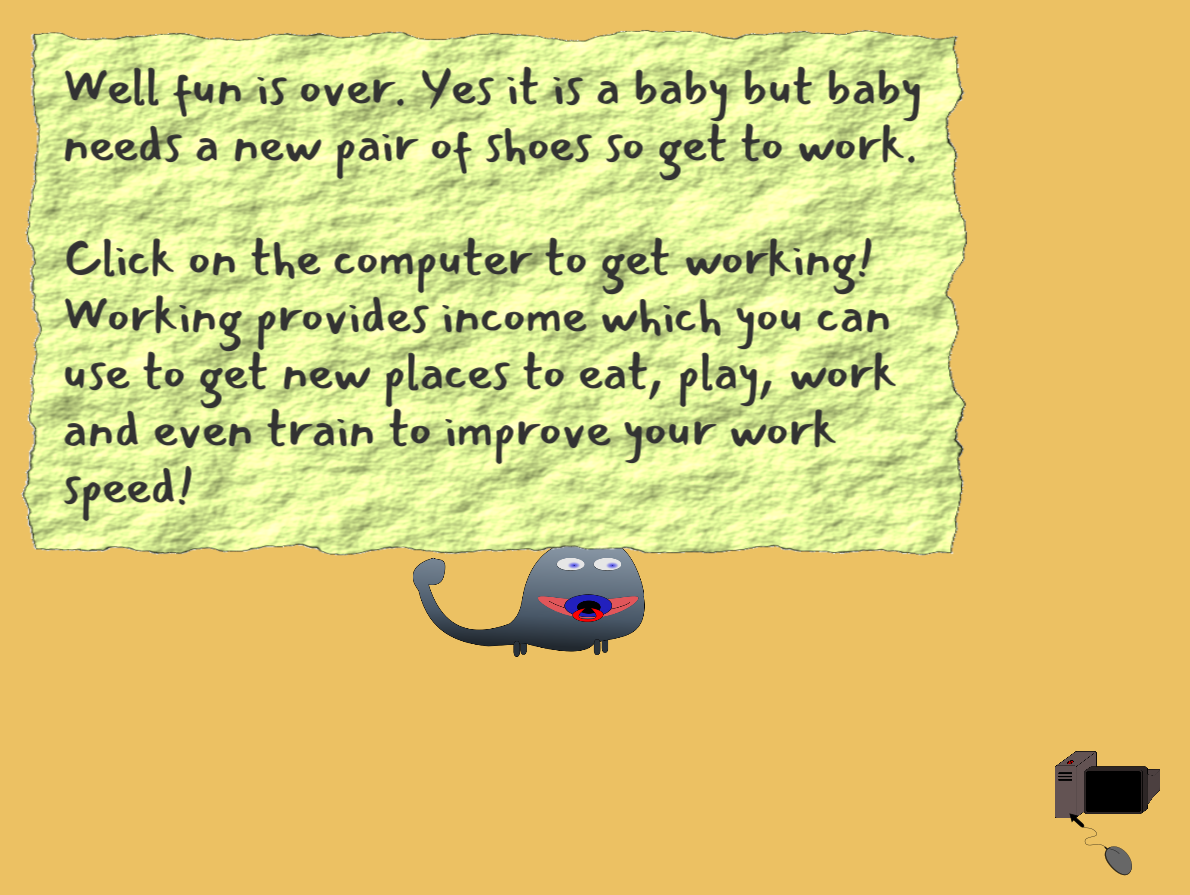 Well fun is over. Yes it is a baby but baby
needs a new pair of shoes so get to work.
Click on the computer to get working!
Working provides income which you can
use to get new places to eat, play, work
and even train to improve your work
speed!